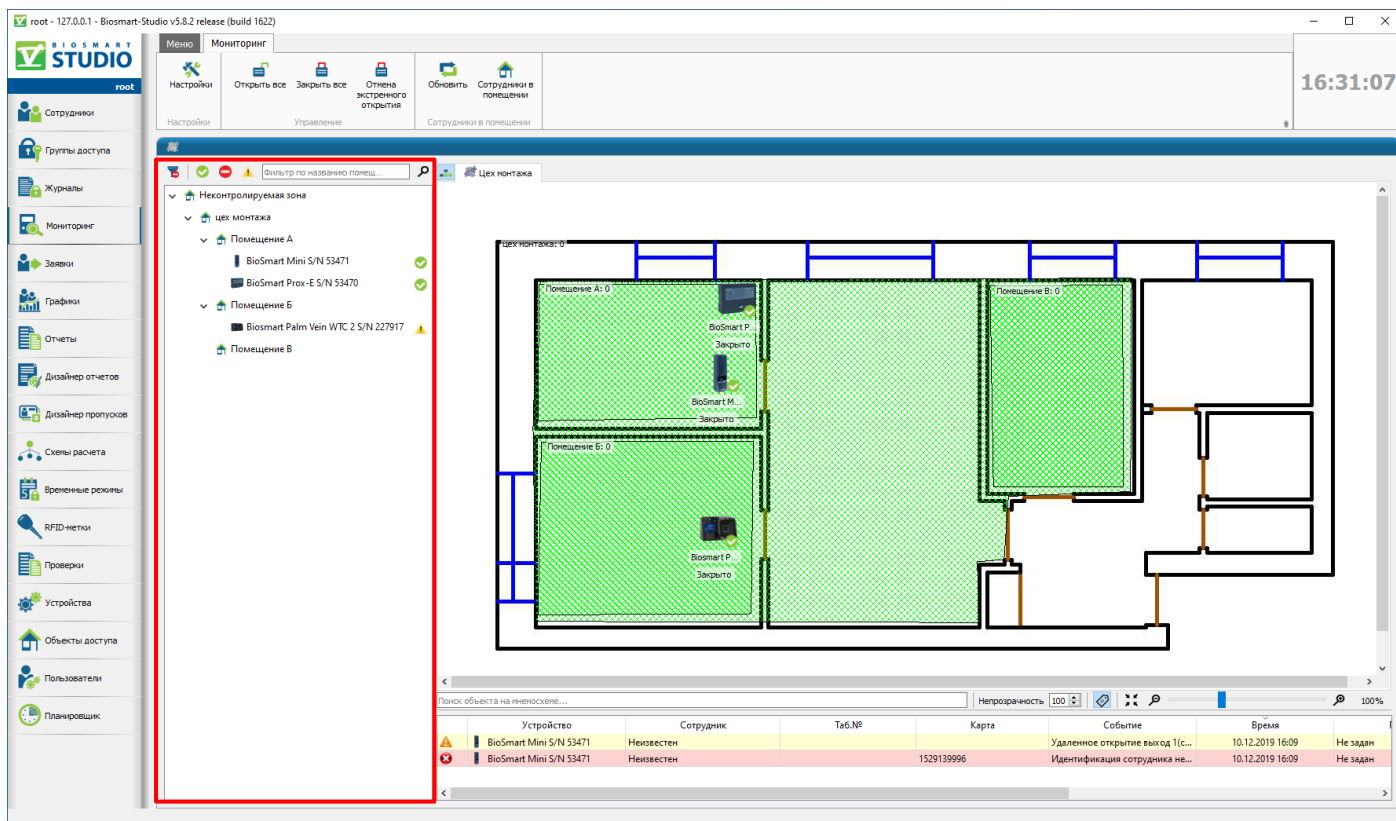 root - 127.0.0.1 - Biosmart-Studio v5.8.2 release (build 1622)
BIOSMART
STUDIO
root
Сотрудники
Группы доступа
Журналы
Мониторинг
Заявки
Графики
Отчеты
Дизайнер отчетов
Дизайнер пропусков
Схемы расчета
Временные режимы
RFID-метки
Проверки
Устройства
Объекты доступа
Пользователи
Планировщик
Меню Мониторинг
Настройки
Открыть все
Закрыть все
Отмена
экстренного
открытия
Обновить
Сотрудники в
помещении
Настройки
Управление
Сотрудники в помещении
16:31:07
Фильтр по названию помещ...
Неконтролируемая зона
цех монтажа
Помещение А
BioSmart Mini S/N 53471
BioSmart Prox-E S/N 53470
Помещение Б
Biosmart Palm Vein WTC 2 S/N 227917
Помещение В
Цех монтажа
цех монтажа: 0
Помещение А: 0
BioSmart P...
Закрыто
BioSmart M...
Закрыто
Помещение В: 0
Помещение Б: 0
Biosmart P...
Закрыто
Поиск объекта на мнемосхеме...
Непрозрачность 100
100%
Устройство Сотрудник Таб.№ Карта Событие Время
BioSmart Mini S/N 53471 Неизвестен Удаленное открытие выход 1(с... 10.12.2019 16:09 Не задан
BioSmart Mini S/N 53471 Неизвестен 1529139996 Идентификация сотрудника не... 10.12.2019 16:09 Не задан